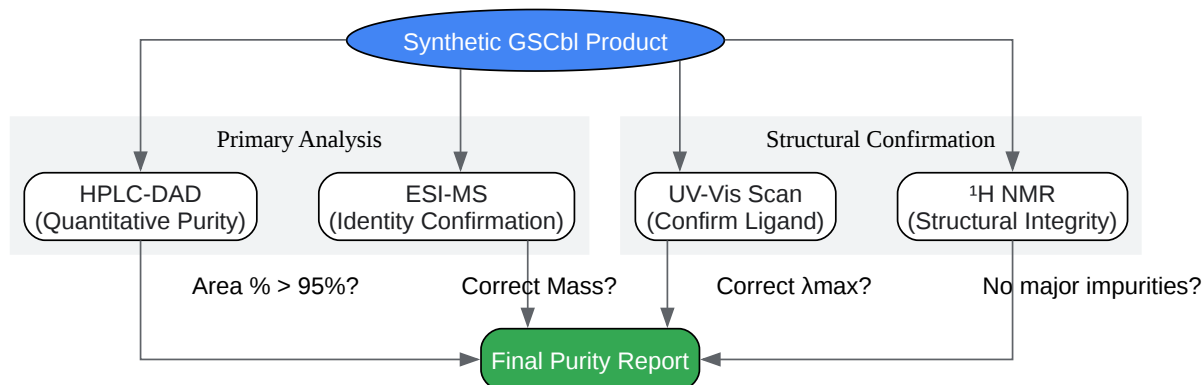 Synthetic GSCbl Product
Primary Analysis
Structural Confirmation
HPLC-DAD
(Quantitative Purity)
ESI-MS
(Identity Confirmation)
UV-Vis Scan
(Confirm Ligand)
¹H NMR
(Structural Integrity)
Area % > 95%?
Correct Mass?
Correct λmax?
No major impurities?
Final Purity Report